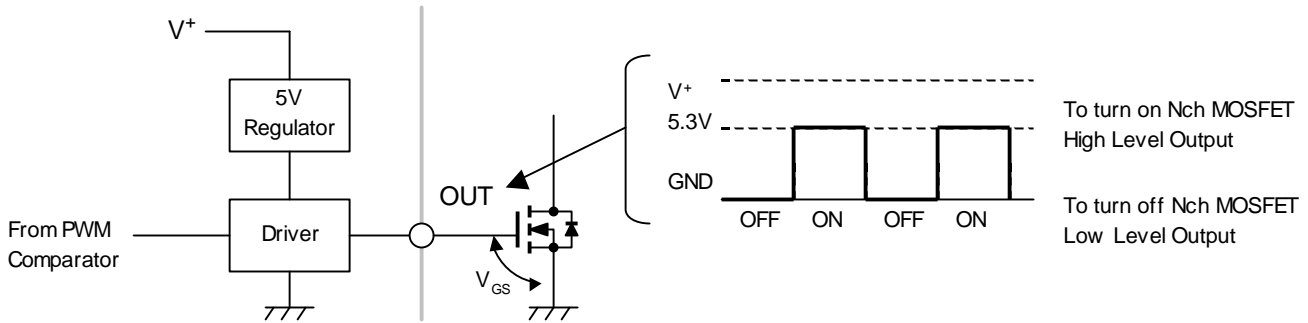 V+
5V
Regulator
From PWM
Comparator
Driver
OUT
VGS
V+
5.3V
GND
OFF ON OFF ON
To turn on Nch MOSFET
High Level Output
To turn off Nch MOSFET
Low Level Output